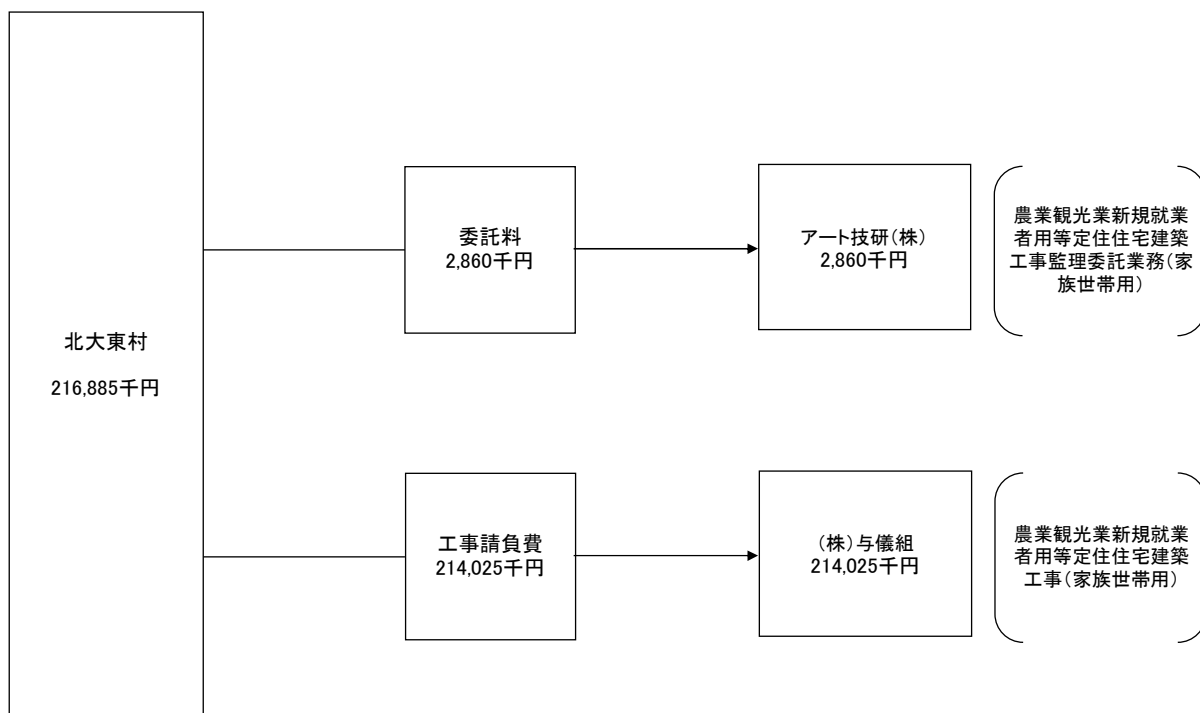 北大東村
216,885千円
委託料
2,860千円
アート技研(株)
2,860千円
農業観光業新規就業
者用等定住住宅建築
工事監理委託業務(家
族世帯用)
工事請負費
214,025千円
(株)与儀組
214,025千円
農業観光業新規就業
者用等定住住宅建築
工事(家族世帯用)